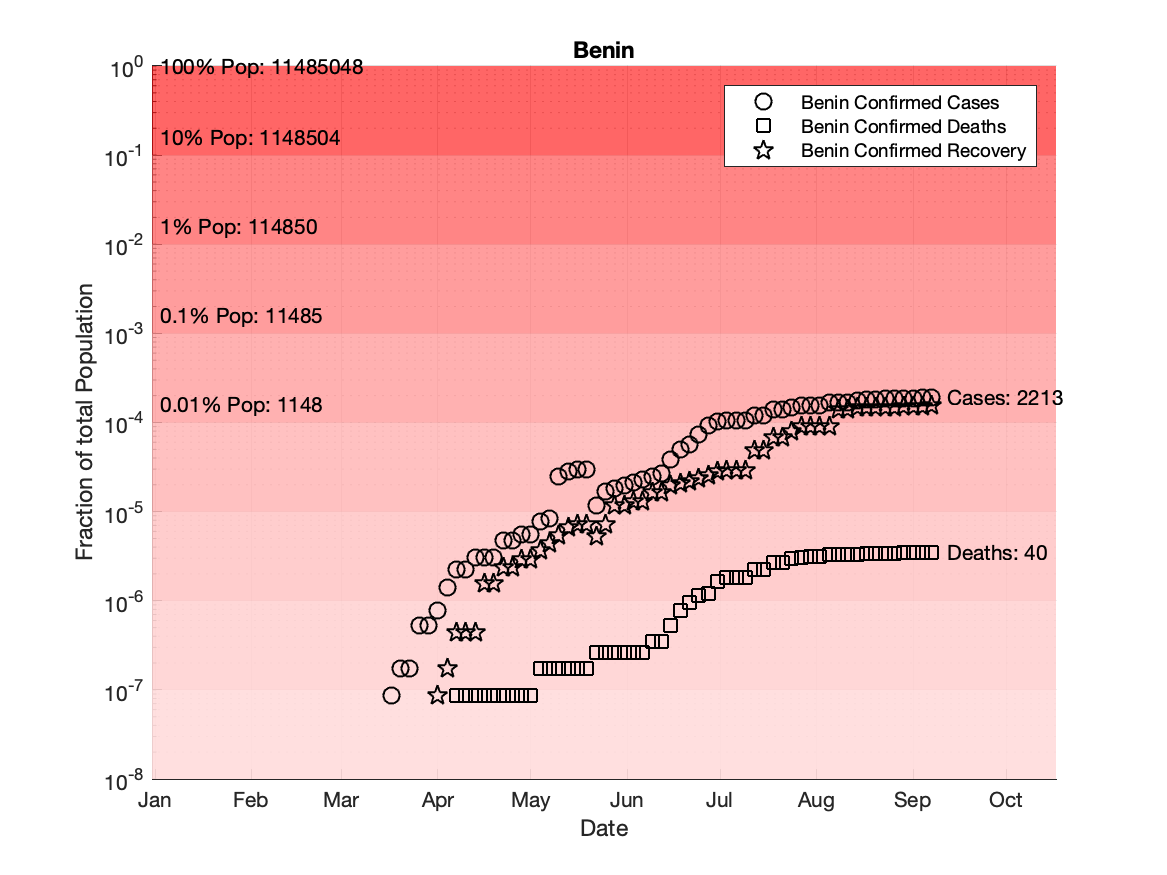 Benin
10^0
10^-1
10^-2
10^-3
10^-4
10^-5
10^-6
10^-7
10^-8
Fraction of total Population
100% Pop: 11485048
10% Pop: 1148504
1% Pop: 114850
0.1% Pop: 11485
0.01% Pop: 1148
Benin Confirmed Cases
Benin Confirmed Deaths
Benin Confirmed Recovery
Cases: 2213
Deaths: 40
Jan Feb Mar Apr May Jun Jul Aug Sep Oct
Date